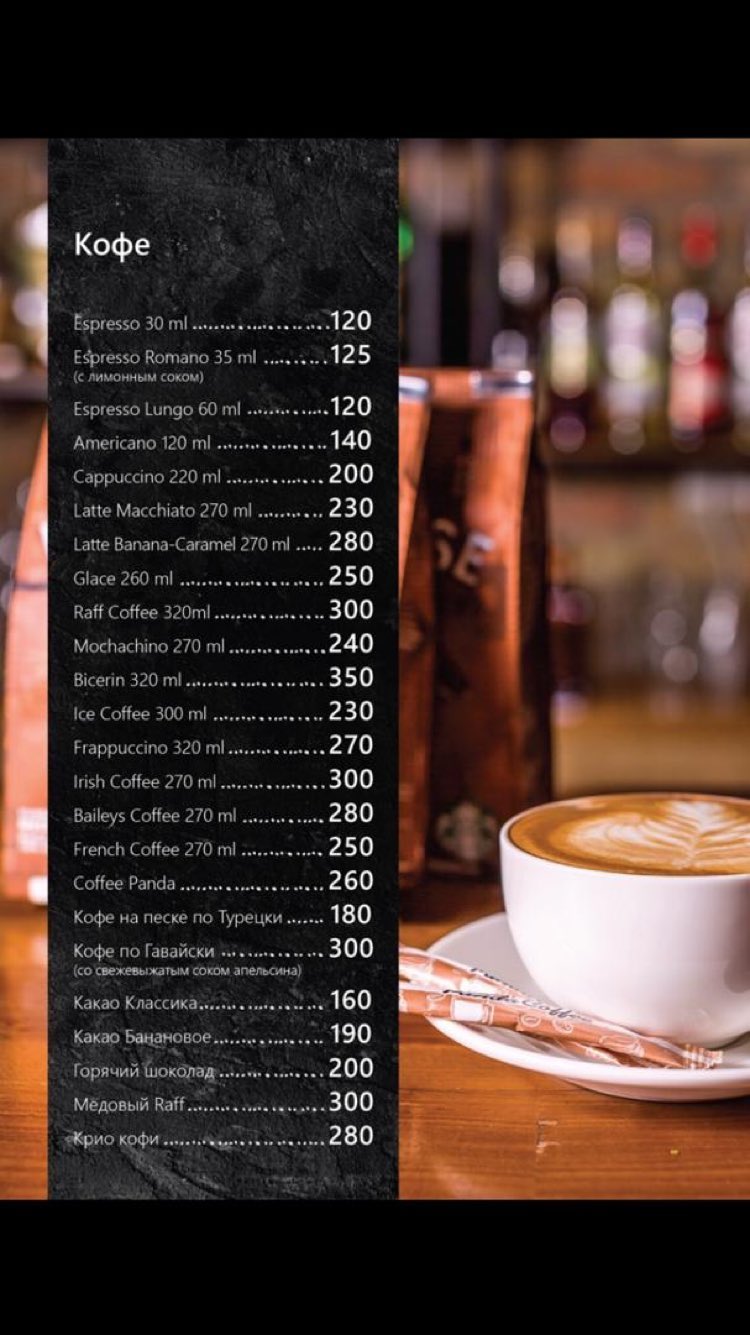 Кофе
Espresso 30 ml ........................ 120
Espresso Romano 35 ml ........... 125
(с лимонным соком)
Espresso Lungo 60 ml .............. 120
Americano 120 ml ................... 140
Cappuccino 220 ml ................. 200
Latte Macchiato 270 ml ........... 230
Latte Banana-Caramel 270 ml ..... 280
Glace 260 ml ........................ 250
Raff Coffee 320ml .................. 300
Mochachino 270 ml ................ 240
Bicerin 320 ml ....................... 350
Ice Coffee 300 ml ................... 230
Frappuccino 320 ml ................ 270
Irish Coffee 270 ml ................. 300
Baileys Coffee 270 ml .............. 280
French Coffee 270 ml .............. 250
Coffee Panda ........................ 260
Кофе на песке по Турецки ...... 180
Кофе по Гавайски .................. 300
(со свежевыжатым соком апельсина)
Какао Классика ..................... 160
Какао Банановое ................... 190
Горячий шоколад .................. 200
Медовый Raff ....................... 300
Крио кофи ........................... 280
SE